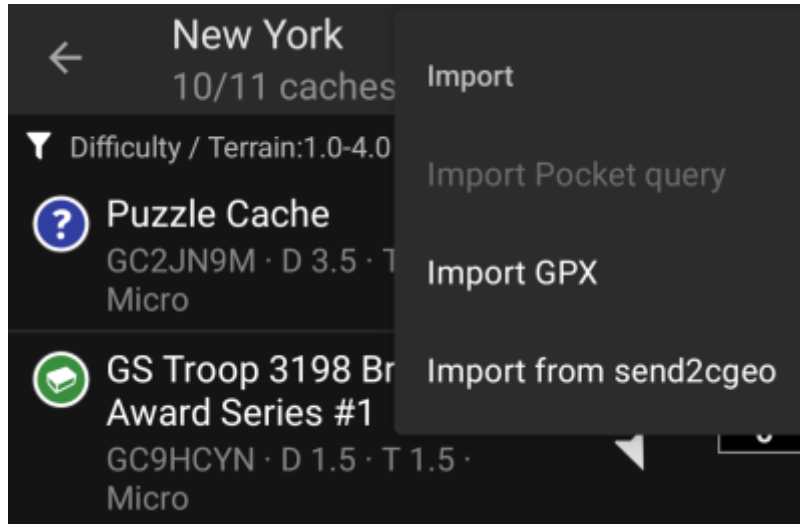 New York
10/11 caches
Difficulty / Terrain:1.0-4.0
?
Puzzle Cache
GC2JN9M · D 3.5 · T
Micro
GS Troop 3198 Br
Award Series #1
GC9HCYN · D 1.5 · T 1.5 ·
Micro
Import
Import Pocket query
Import GPX
Import from send2cgeo